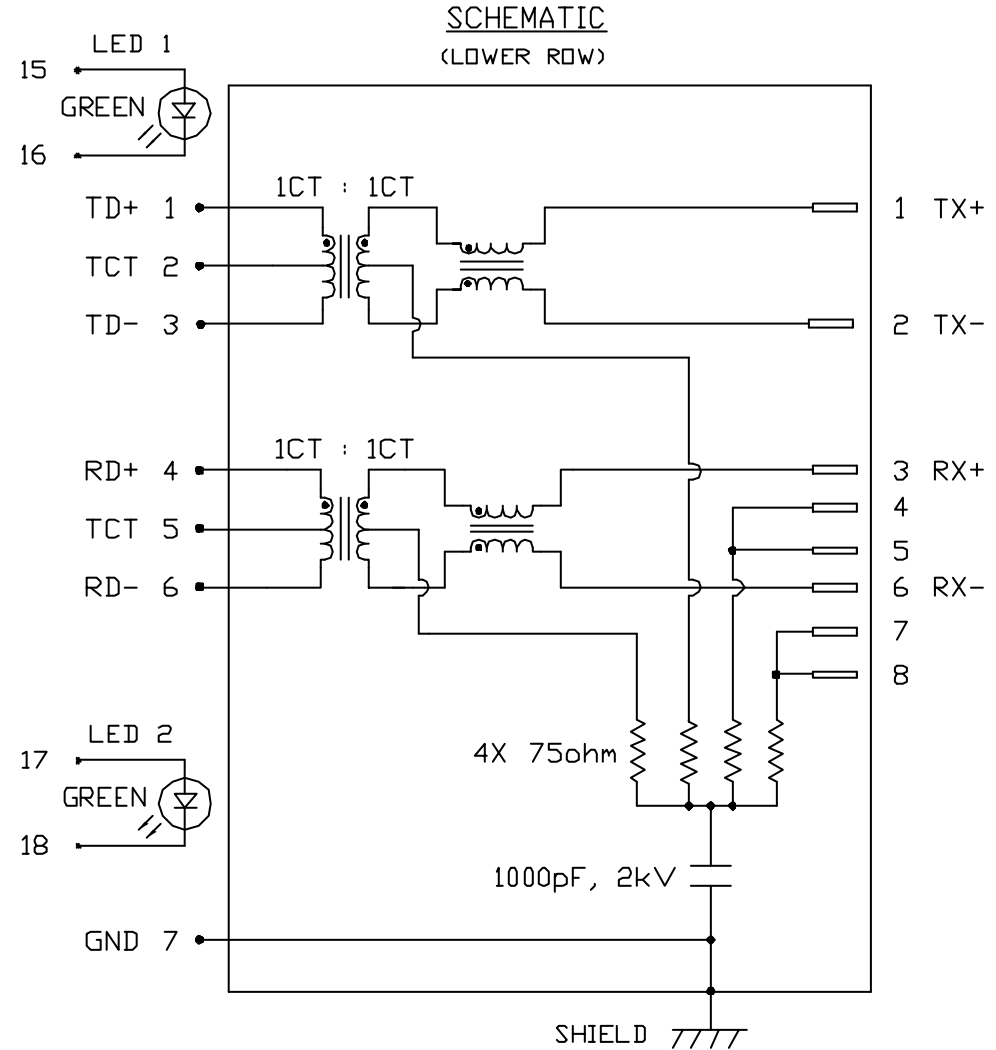 SCHEMATIC
(LOWER ROW)
LED 1
15
GREEN
16
1CT : 1CT
TD+ 1
1 TX+
TCT 2
TD- 3
2 TX-
1CT : 1CT
RD+ 4
3 RX+
4
TCT 5
5
RD- 6
6 RX-
7
8
LED 2
17
4X 75ohm
GREEN
18
1000pF, 2kV
GND 7
SHIELD